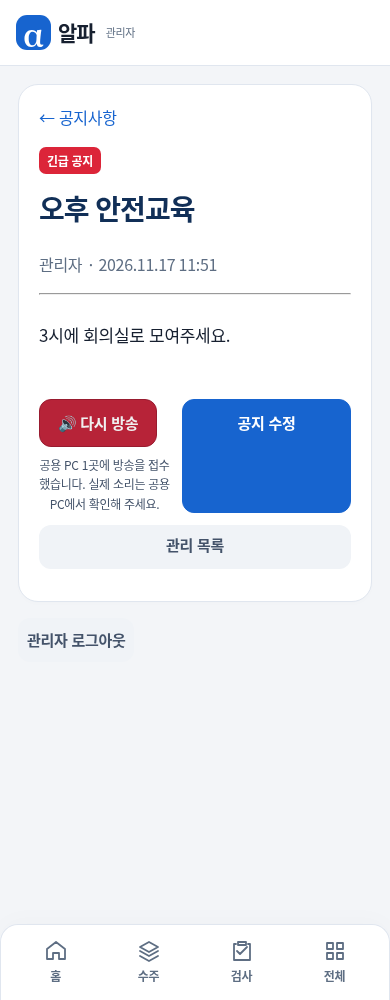 α 알파 관리자
← 공지사항
긴급 공지
오후 안전교육
관리자 · 2026.11.17 11:51
3시에 회의실로 모여주세요.
🔊 다시 방송
공용 PC 1곳에 방송을 접수
했습니다. 실제 소리는 공용
PC에서 확인해 주세요.
공지 수정
관리 목록
관리자 로그아웃
홈 수주 검사 전체